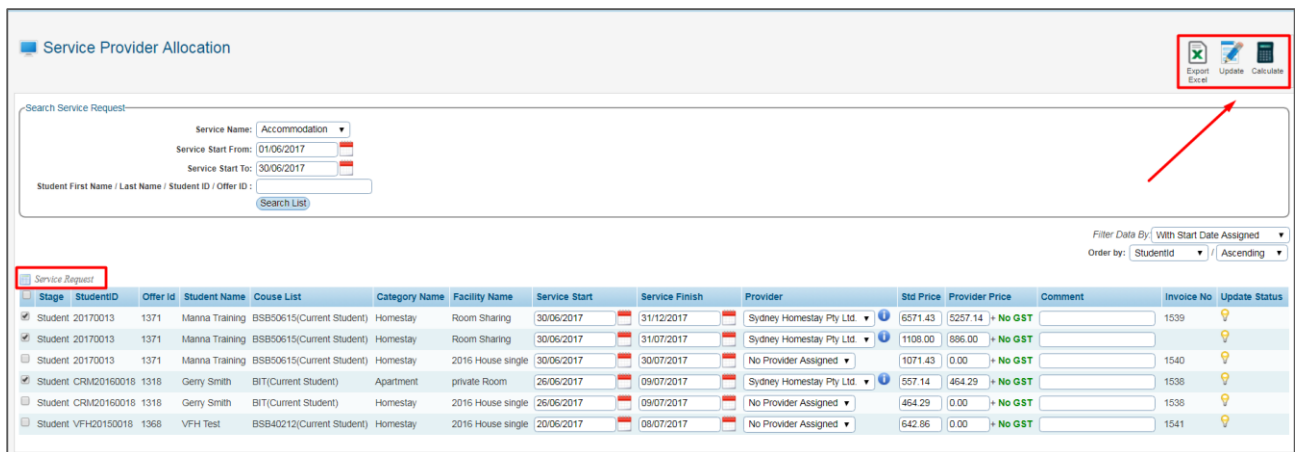 Service Provider Allocation
Export Excel
Update
Calculate
Search Service Request
Service Name: Accommodation
Service Start From: 01/06/2017
Service Start To: 30/06/2017
Student First Name / Last Name / Student ID / Offer ID :
Search List
Filter Data By: With Start Date Assigned
Order by: StudentId / Ascending
Service Request
Stage StudentID Offer Id Student Name Couse List Category Name Facility Name Service Start Service Finish Provider Std Price Provider Price Comment Invoice No Update Status
Student 20170013 1371 Manna Training BSB50615(Current Student) Homestay Room Sharing 30/06/2017 31/12/2017 Sydney Homestay Pty Ltd. 6571.43 5257.14 + No GST 1539
Student 20170013 1371 Manna Training BSB50615(Current Student) Homestay Room Sharing 30/06/2017 31/07/2017 Sydney Homestay Pty Ltd. 1108.00 886.00 + No GST
Student 20170013 1371 Manna Training BSB50615(Current Student) Homestay 2016 House single 30/06/2017 30/07/2017 No Provider Assigned 1071.43 0.00 + No GST 1540
Student CRM20160018 1318 Gerry Smith BIT(Current Student) Apartment private Room 26/06/2017 09/07/2017 Sydney Homestay Pty Ltd. 557.14 464.29 + No GST 1538
Student CRM20160018 1318 Gerry Smith BIT(Current Student) Homestay 2016 House single 26/06/2017 09/07/2017 No Provider Assigned 464.29 0.00 + No GST 1538
Student VFH20150018 1368 VFH Test BSB40212(Current Student) Homestay 2016 House single 20/06/2017 08/07/2017 No Provider Assigned 642.86 0.00 + No GST 1541